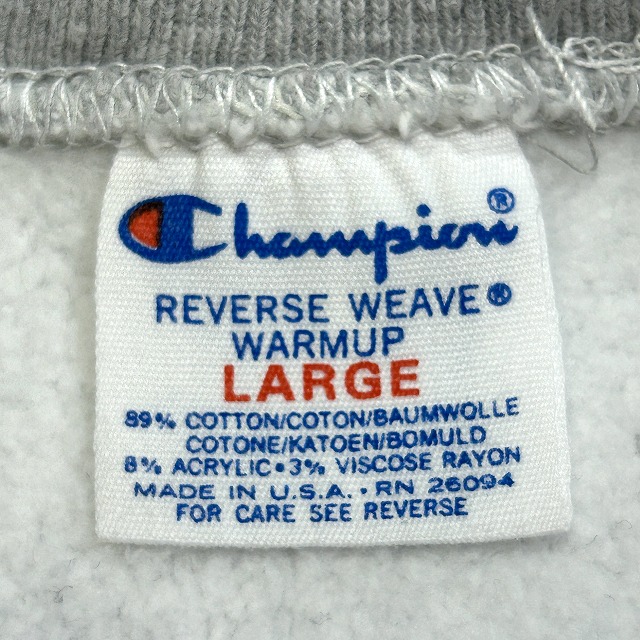 Champion®
REVERSE WEAVE®
WARMUP
LARGE
89% COTTON/COTON/BAUMWOLLE
COTONE/KATOEN/BOMULD
8% ACRYLIC•3% VISCOSE RAYON
MADE IN U.S.A.•RN 26094
FOR CARE SEE REVERSE